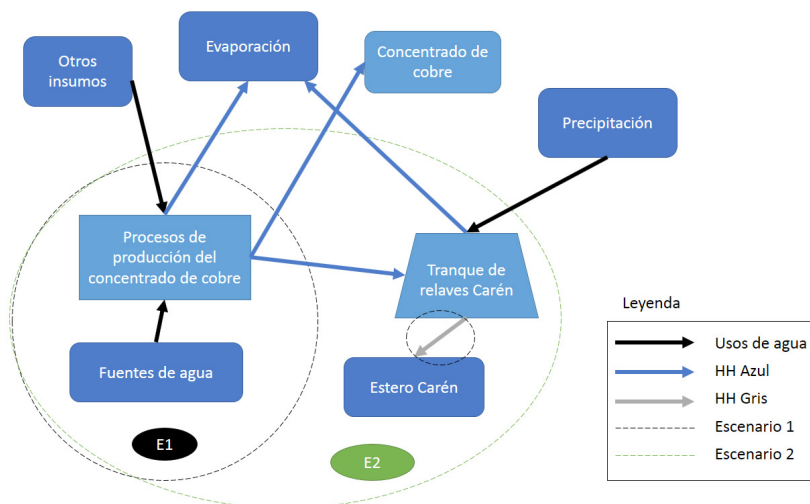 Otros
insumos
Evaporación
Concentrado de
cobre
Precipitación
Procesos de
producción del
concentrado de cobre
Tranque de
relaves Carén
Fuentes de agua
Estero Carén
E1
E2
Leyenda
Usos de agua
HH Azul
HH Gris
Escenario 1
Escenario 2